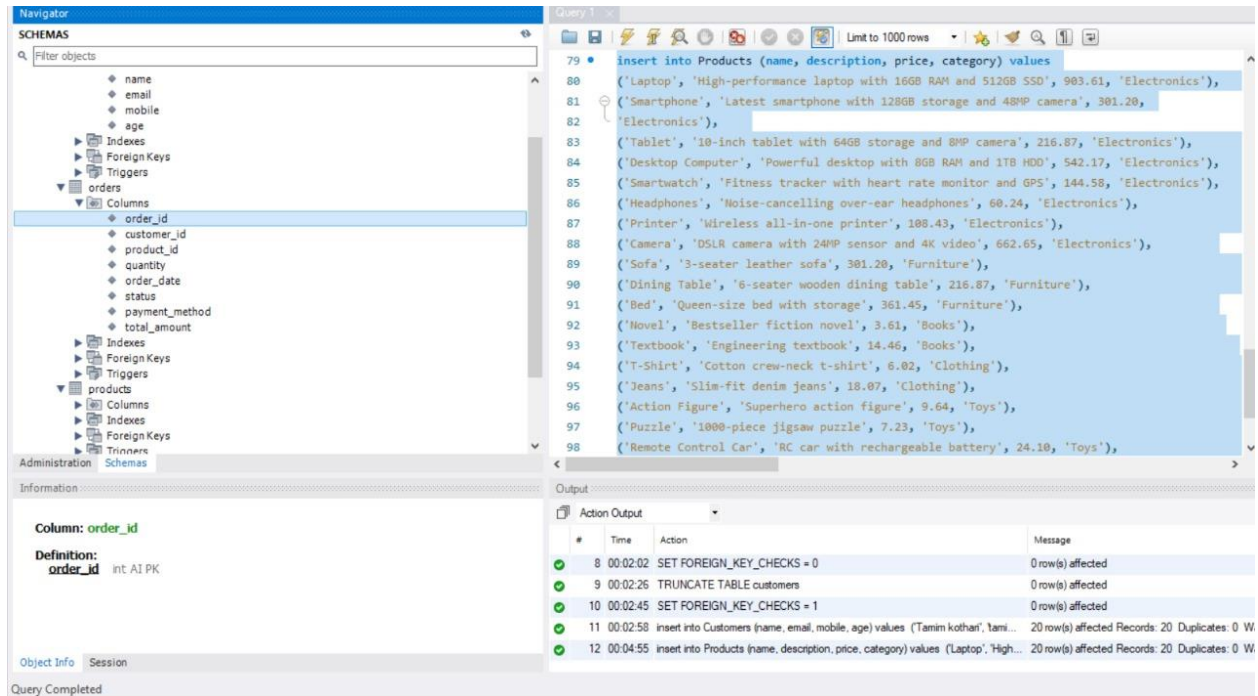 Navigator
SCHEMAS
Filter objects
name
email
mobile
age
Indexes
Foreign Keys
Triggers
orders
Columns
order_id
customer_id
product_id
quantity
order_date
status
payment_method
total_amount
Indexes
Foreign Keys
Triggers
products
Columns
Indexes
Foreign Keys
Triggers
Administration Schemas
Information
Column: order_id
Definition:
order_id int AI PK
Object Info Session
Query Completed
Query 1
Limit to 1000 rows
79 insert into Products (name, description, price, category) values
80 ('Laptop', 'High-performance laptop with 16GB RAM and 512GB SSD', 903.61, 'Electronics'),
81 ('Smartphone', 'Latest smartphone with 128GB storage and 48MP camera', 301.20,
82 'Electronics'),
83 ('Tablet', '10-inch tablet with 64GB storage and 8MP camera', 216.87, 'Electronics'),
84 ('Desktop Computer', 'Powerful desktop with 8GB RAM and 1TB HDD', 542.17, 'Electronics'),
85 ('Smartwatch', 'Fitness tracker with heart rate monitor and GPS', 144.58, 'Electronics'),
86 ('Headphones', 'Noise-cancelling over-ear headphones', 60.24, 'Electronics'),
87 ('Printer', 'Wireless all-in-one printer', 108.43, 'Electronics'),
88 ('Camera', 'DSLR camera with 24MP sensor and 4K video', 662.65, 'Electronics'),
89 ('Sofa', '3-seater leather sofa', 301.20, 'Furniture'),
90 ('Dining Table', '6-seater wooden dining table', 216.87, 'Furniture'),
91 ('Bed', 'Queen-size bed with storage', 361.45, 'Furniture'),
92 ('Novel', 'Bestseller fiction novel', 3.61, 'Books'),
93 ('Textbook', 'Engineering textbook', 14.46, 'Books'),
94 ('T-Shirt', 'Cotton crew-neck t-shirt', 6.02, 'Clothing'),
95 ('Jeans', 'Slim-fit denim jeans', 18.07, 'Clothing'),
96 ('Action Figure', 'Superhero action figure', 9.64, 'Toys'),
97 ('Puzzle', '1000-piece jigsaw puzzle', 7.23, 'Toys'),
98 ('Remote Control Car', 'RC car with rechargeable battery', 24.10, 'Toys'),
Output
Action Output
# Time Action Message
8 00:02:02 SET FOREIGN_KEY_CHECKS = 0 0 row(s) affected
9 00:02:26 TRUNCATE TABLE customers 0 row(s) affected
10 00:02:45 SET FOREIGN_KEY_CHECKS = 1 0 row(s) affected
11 00:02:58 insert into Customers (name, email, mobile, age) values ('Tamim kothari', 'tami... 20 row(s) affected Records: 20 Duplicates: 0 Wa
12 00:04:55 insert into Products (name, description, price, category) values ('Laptop', 'High... 20 row(s) affected Records: 20 Duplicates: 0 Wa